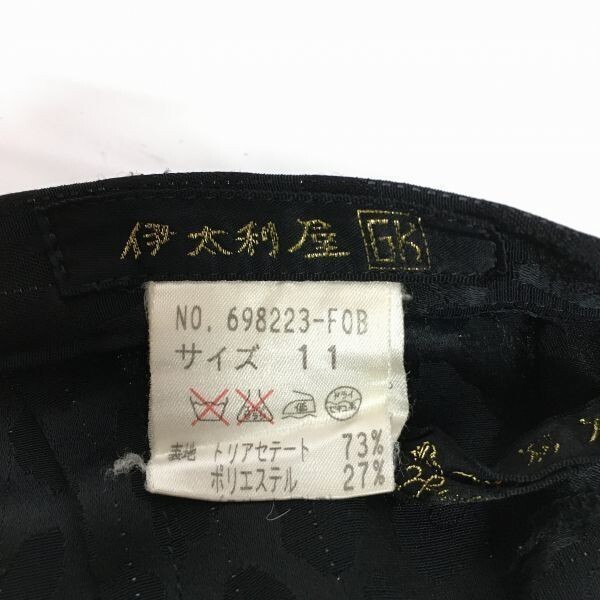 伊太利屋 GK
NO. 698223-FOB
サイズ 11
表地 トリアセテート 73%
ポリエステル 27%